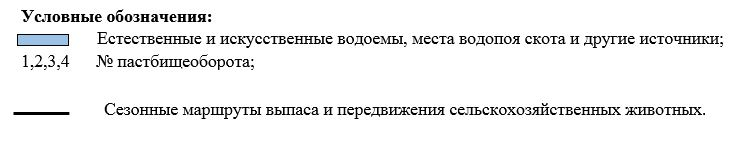 Условные обозначения:
Естественные и искусственные водоемы, места водопоя скота и другие источники;
1,2,3,4 № пастбищеоборота;
Сезонные маршруты выпаса и передвижения сельскохозяйственных животных.